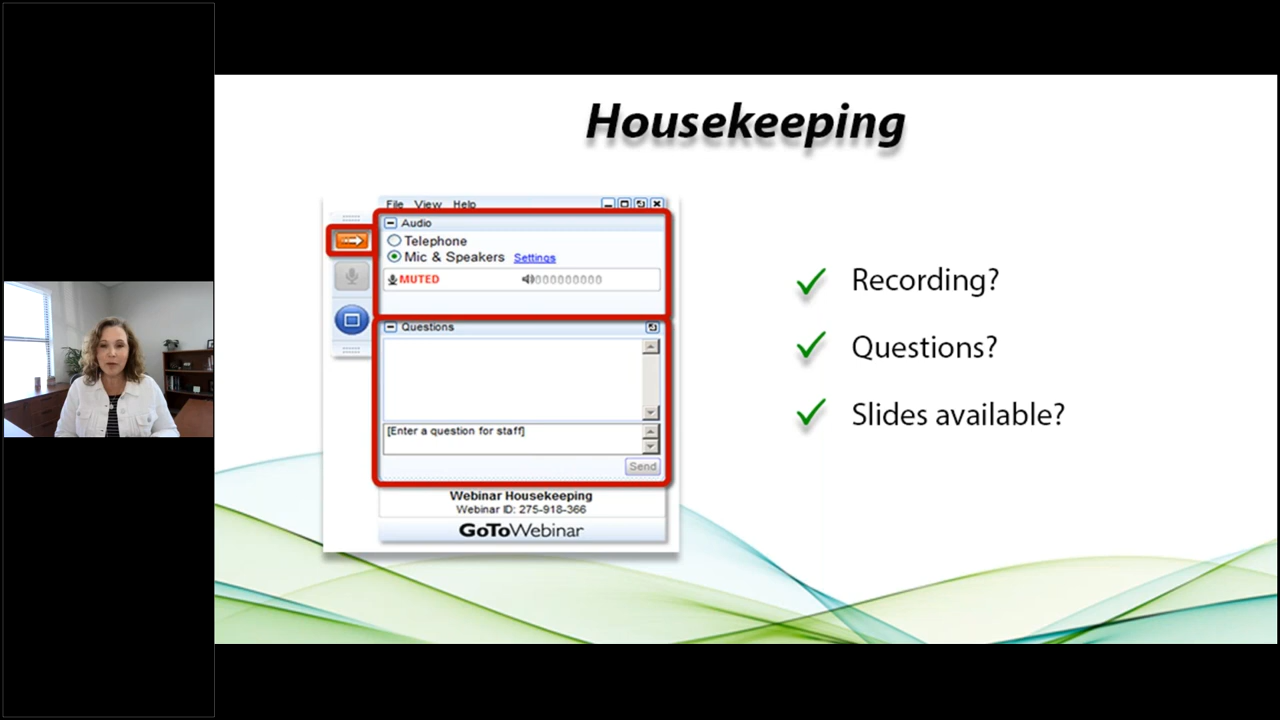 Housekeeping
File View Help
Audio
Telephone
Mic & Speakers Settings
MUTED 000000000
Questions
[Enter a question for staff]
Send
Webinar Housekeeping
Webinar ID: 275-918-366
GoToWebinar
Recording?
Questions?
Slides available?